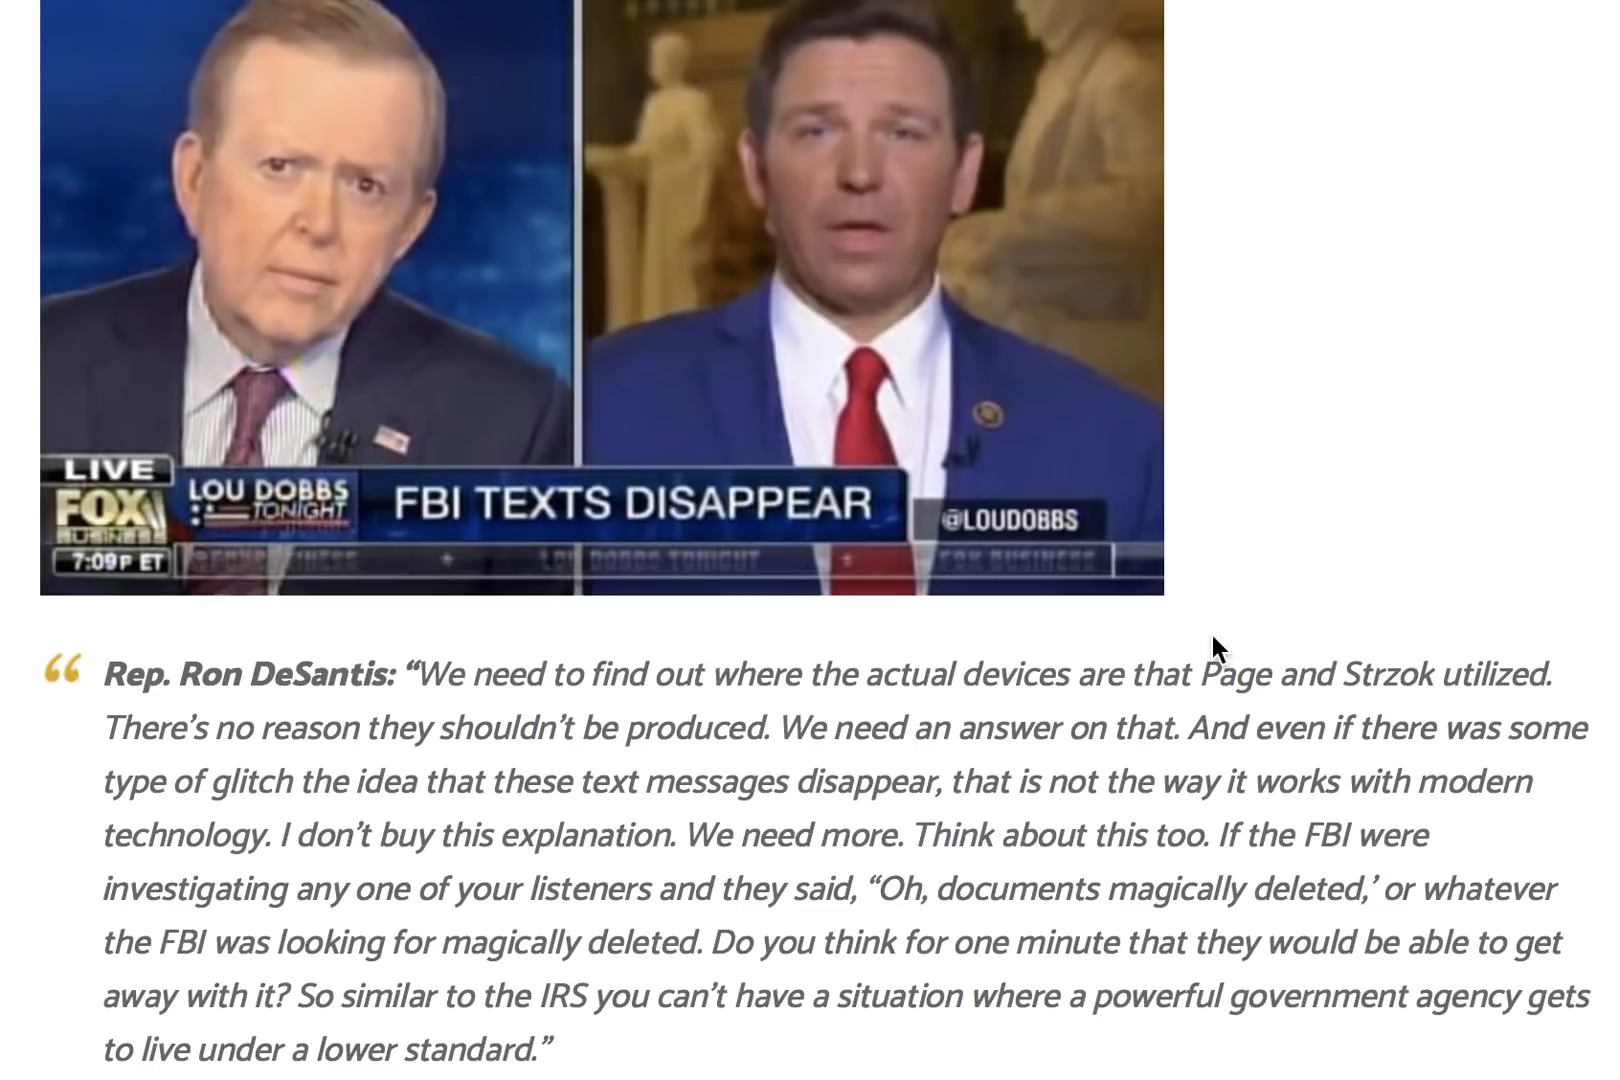 LIVE
FOX
BUSINESS
LOU DOBBS
TONIGHT
FBI TEXTS DISAPPEAR
@LOUDOBBS
7:09P ET
LOU DOBBS TONIGHT
FOX BUSINESS
“ Rep. Ron DeSantis: “We need to find out where the actual devices are that Page and Strzok utilized.
There’s no reason they shouldn’t be produced. We need an answer on that. And even if there was some
type of glitch the idea that these text messages disappear, that is not the way it works with modern
technology. I don’t buy this explanation. We need more. Think about this too. If the FBI were
investigating any one of your listeners and they said, “Oh, documents magically deleted,’ or whatever
the FBI was looking for magically deleted. Do you think for one minute that they would be able to get
away with it? So similar to the IRS you can’t have a situation where a powerful government agency gets
to live under a lower standard.”